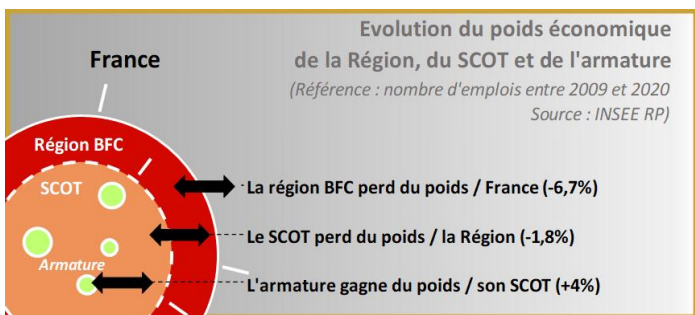 Evolution du poids économique
de la Région, du SCOT et de l'armature
(Référence : nombre d'emplois entre 2009 et 2020
Source : INSEE RP)
France
Région BFC
SCOT
Armature
La région BFC perd du poids / France (-6,7%)
Le SCOT perd du poids / la Région (-1,8%)
L'armature gagne du poids / son SCOT (+4%)